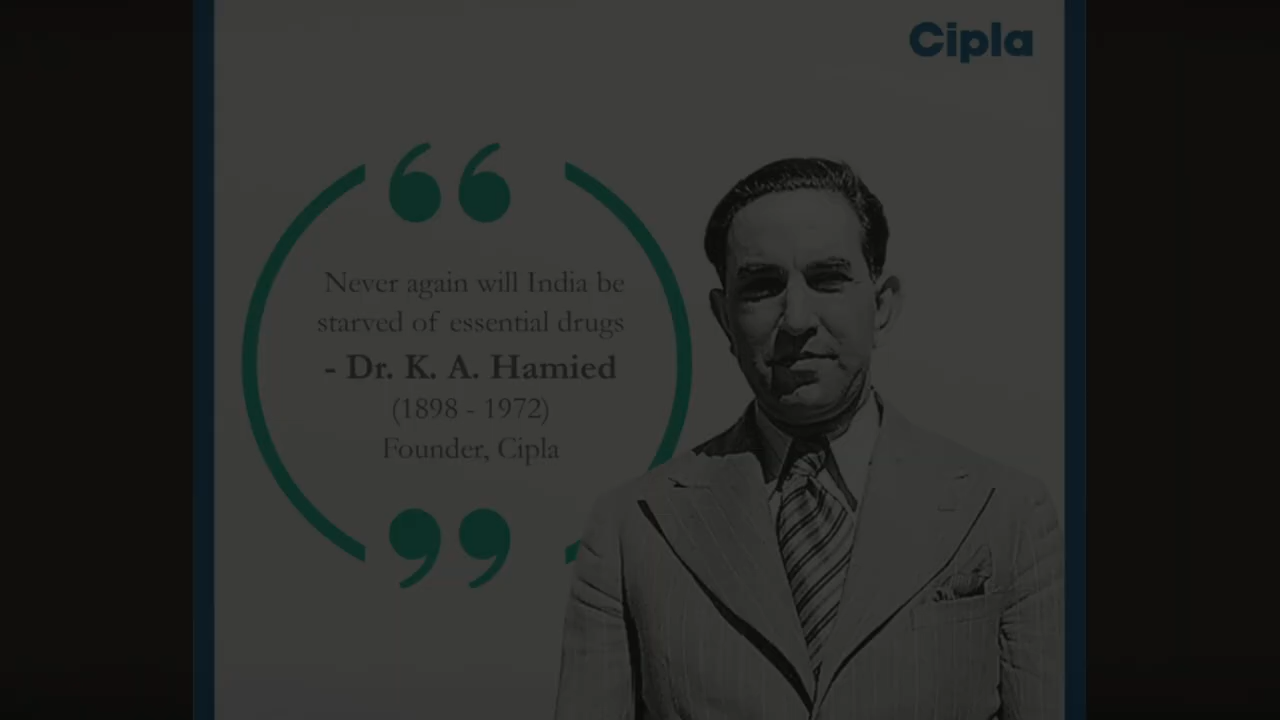 Cipla
Never again will India be
starved of essential drugs
- Dr. K. A. Hamied
(1898 - 1972)
Founder, Cipla